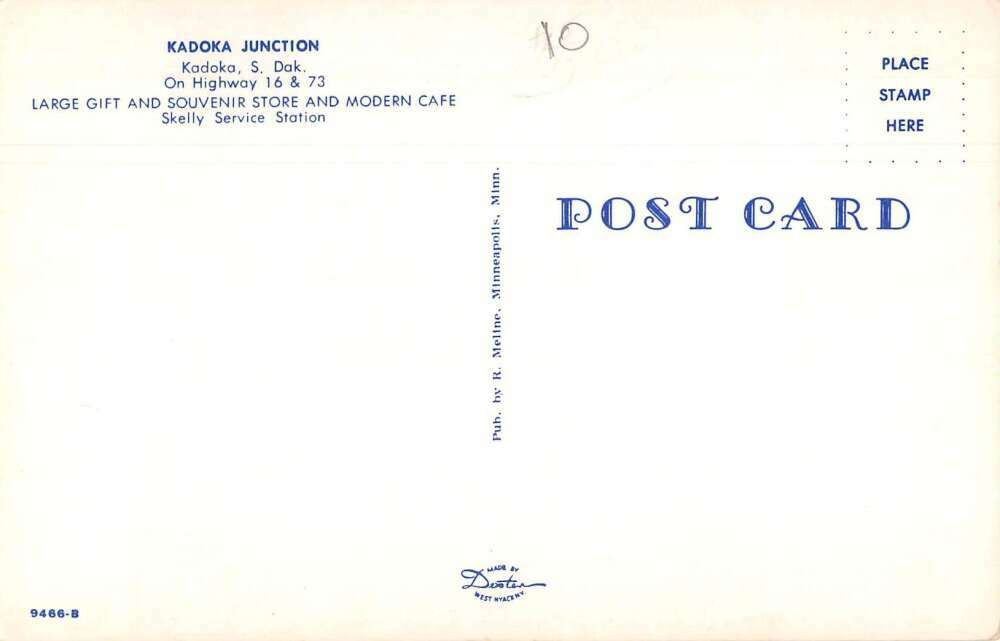 KADOKA JUNCTION
Kadoka, S. Dak.
On Highway 16 & 73
LARGE GIFT AND SOUVENIR STORE AND MODERN CAFE
Skelly Service Station
10
PLACE
STAMP
HERE
POST CARD
Pub. by R. Meline, Minneapolis, Minn.
MADE BY
Dexter
WEST NYACK N.Y.
9466-B